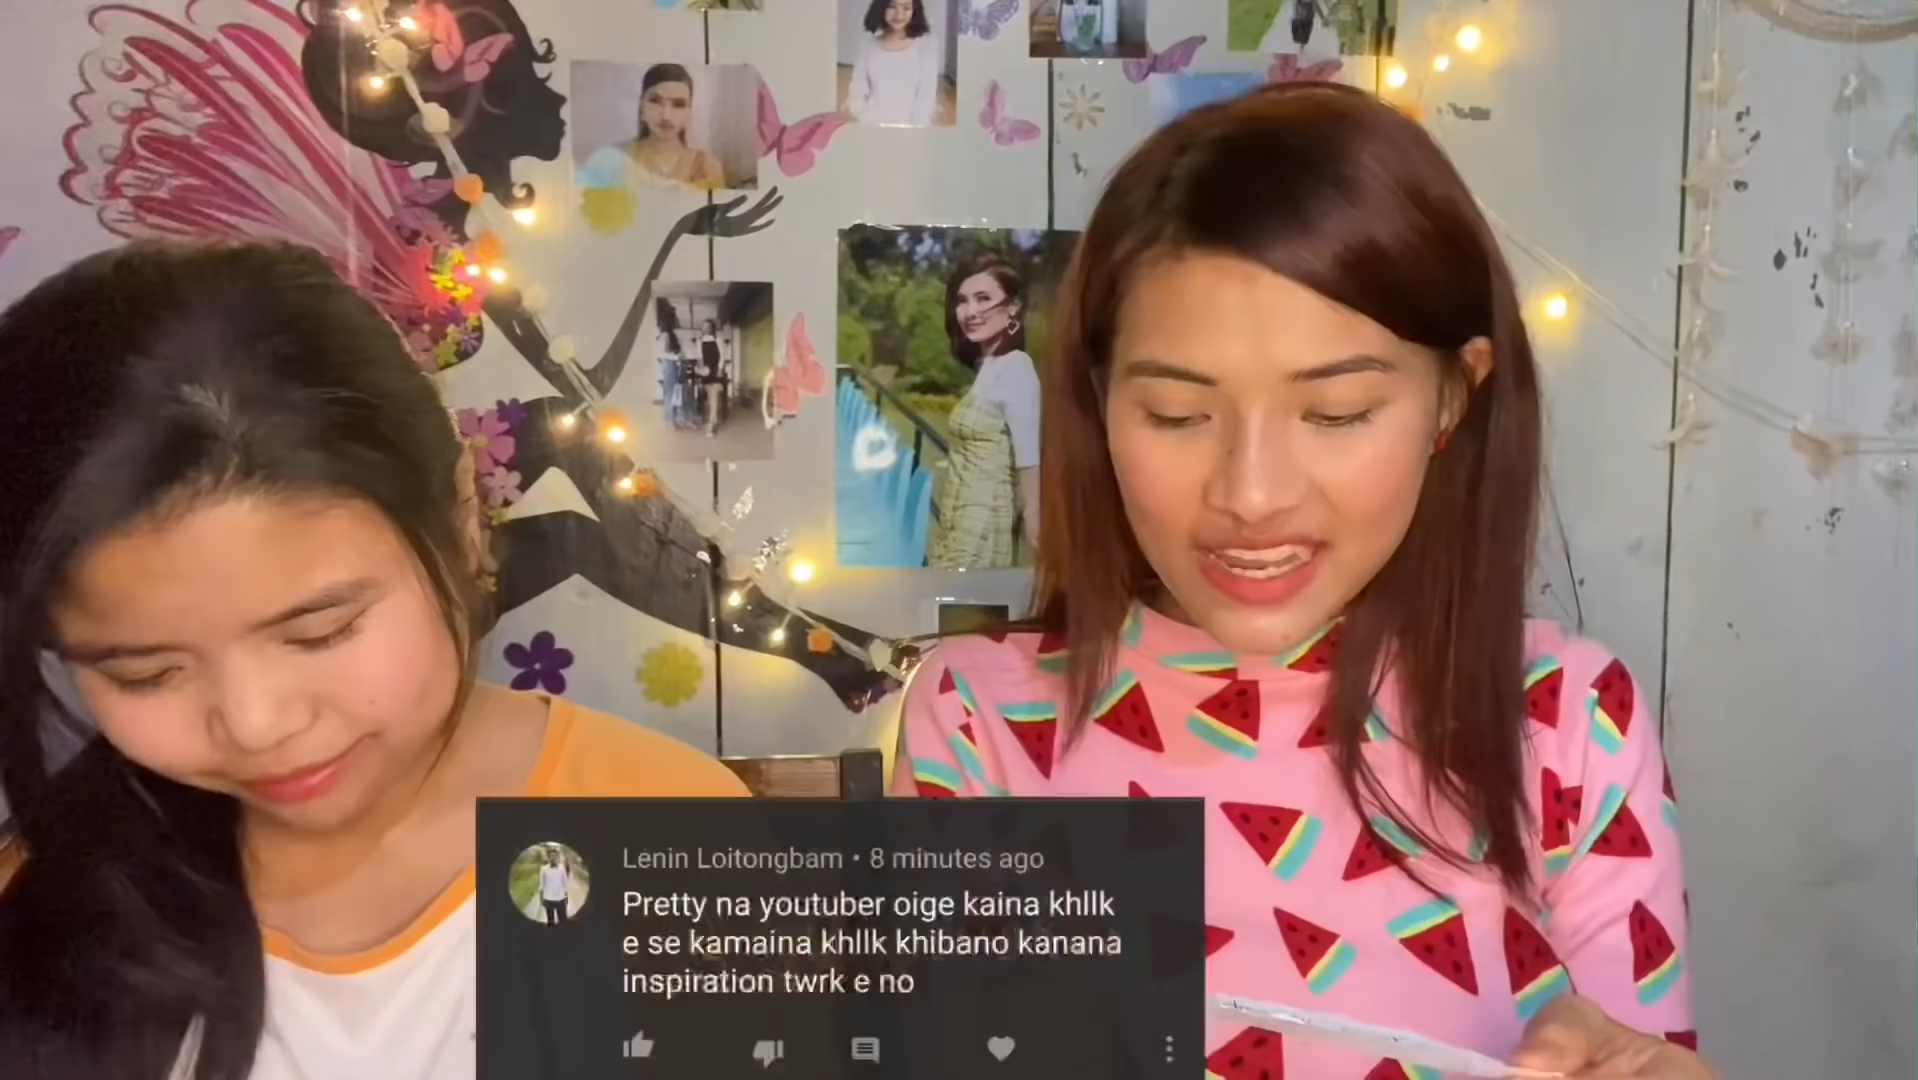 Lenin Loitongbam • 8 minutes ago
Pretty na youtuber oige kaina khllk
e se kamaina khllk khibano kanana
inspiration twrk e no